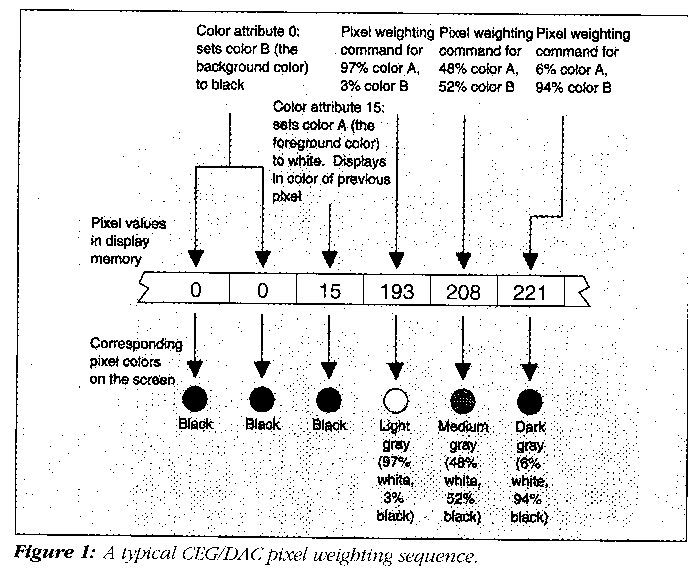 Color attribute 0:
sets color B (the
background color)
to black
Pixel weighting
command for
97% color A,
3% color B
Pixel weighting
command for
48% color A,
52% color B
Pixel weighting
command for
6% color A,
94% color B
Color attribute 15:
sets color A (the
foreground color)
to white. Displays
in color of previous
pixel
Pixel values
in display
memory
0 0 15 193 208 221
Corresponding
pixel colors
on the screen
Black
Black
Black
Light
gray
(97%
white,
3%
black)
Medium
gray
(48%
white,
52%
black)
Dark
gray
(6%
white,
94%
black)
Figure 1: A typical CEG/DAC pixel weighting sequence.